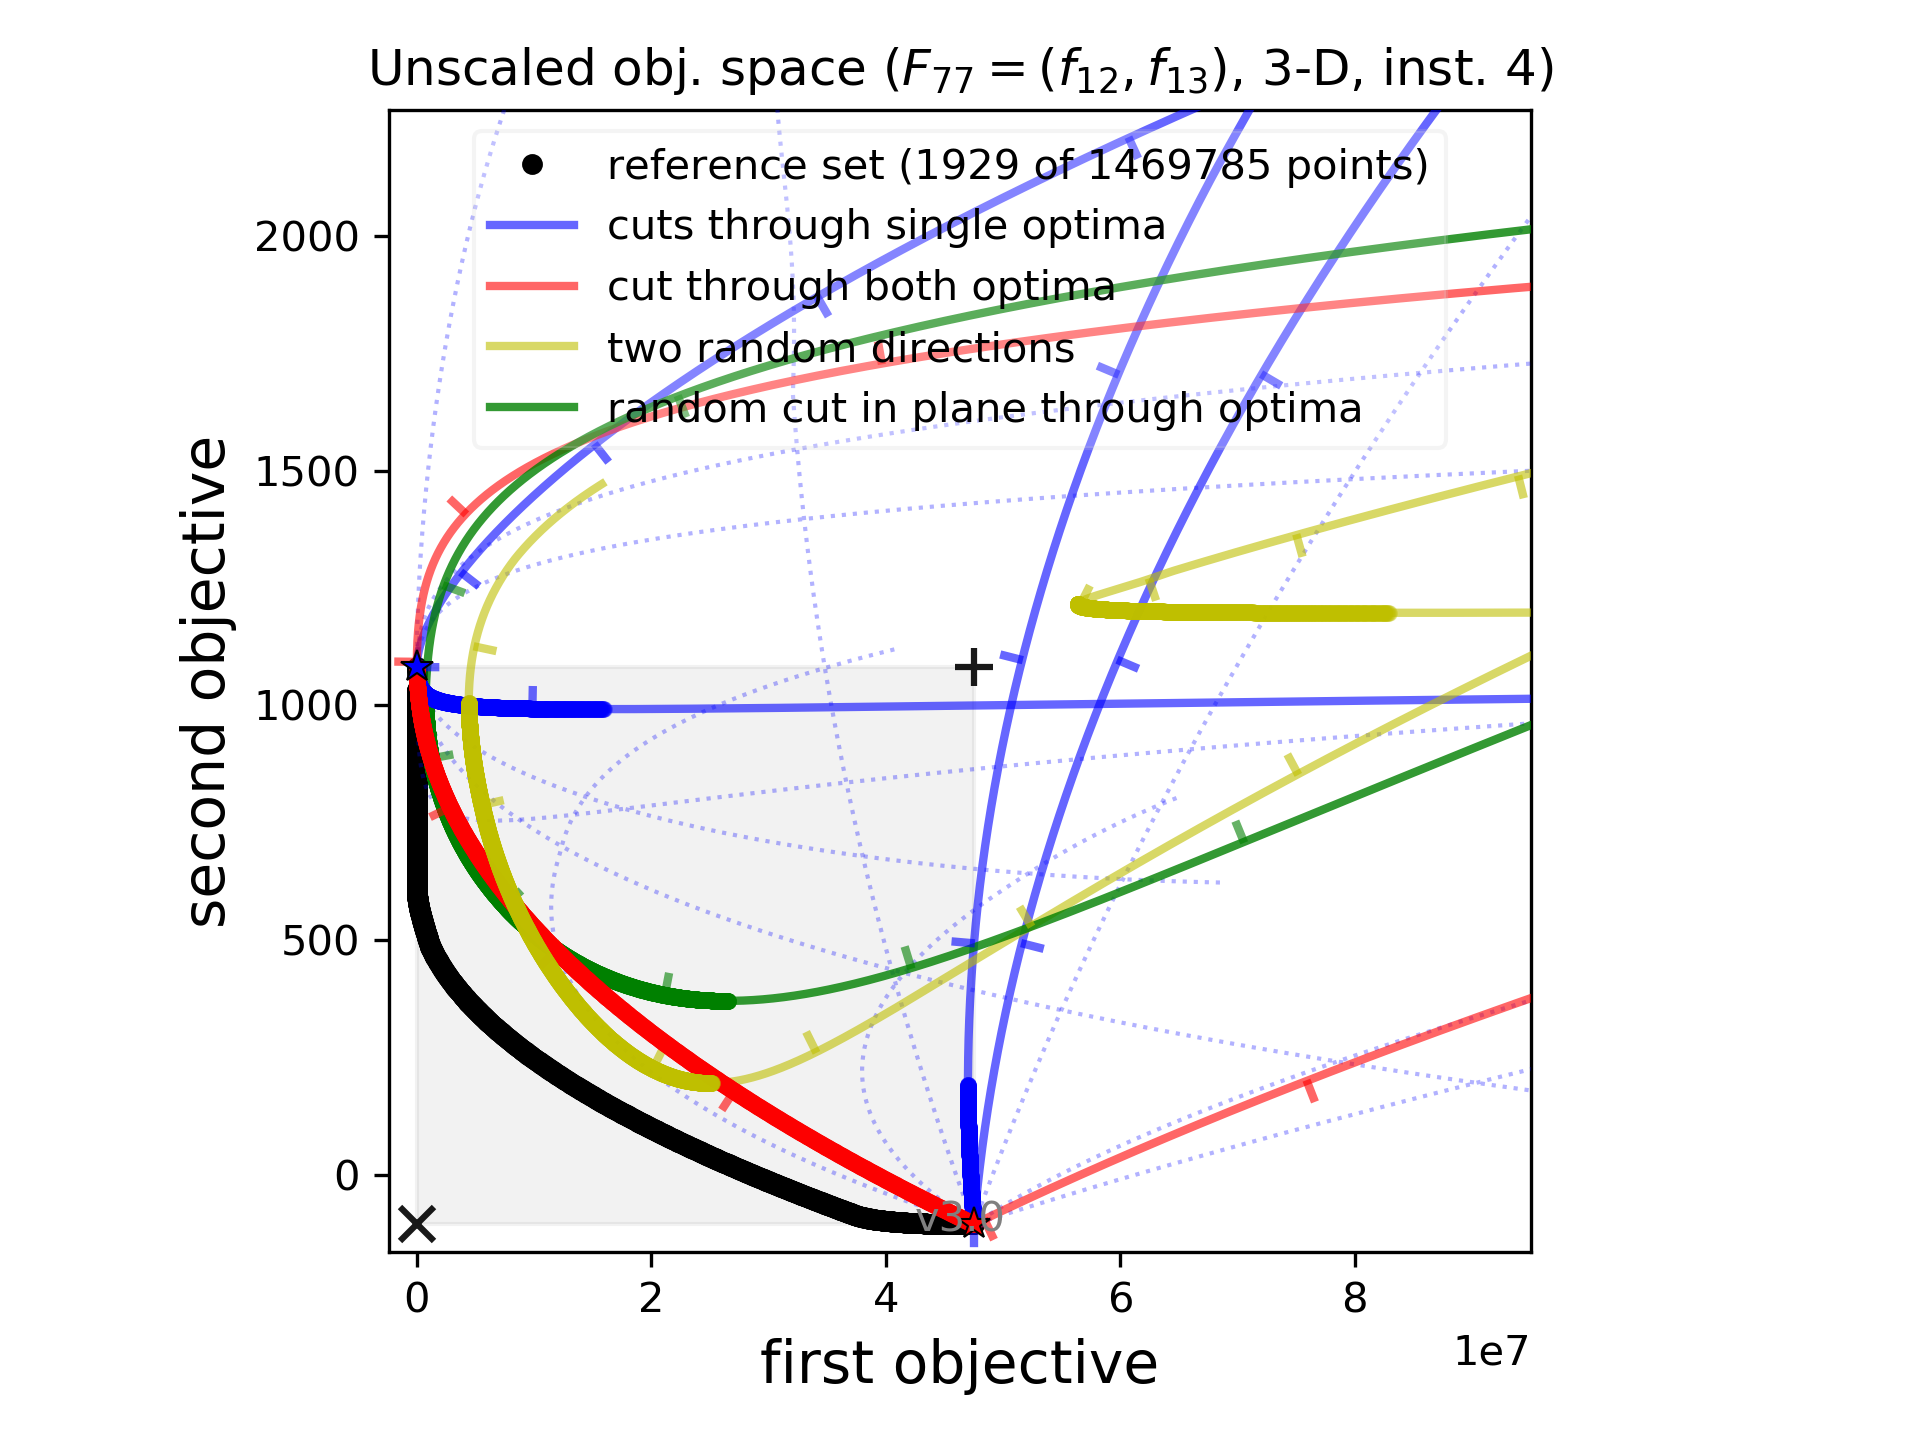 Unscaled obj. space (F77 = (f12, f13), 3-D, inst. 4)
reference set (1929 of 1469785 points)
cuts through single optima
cut through both optima
two random directions
random cut in plane through optima
second objective
2000
1500
1000
500
0
v3.0
0 2 4 6 8
1e7
first objective